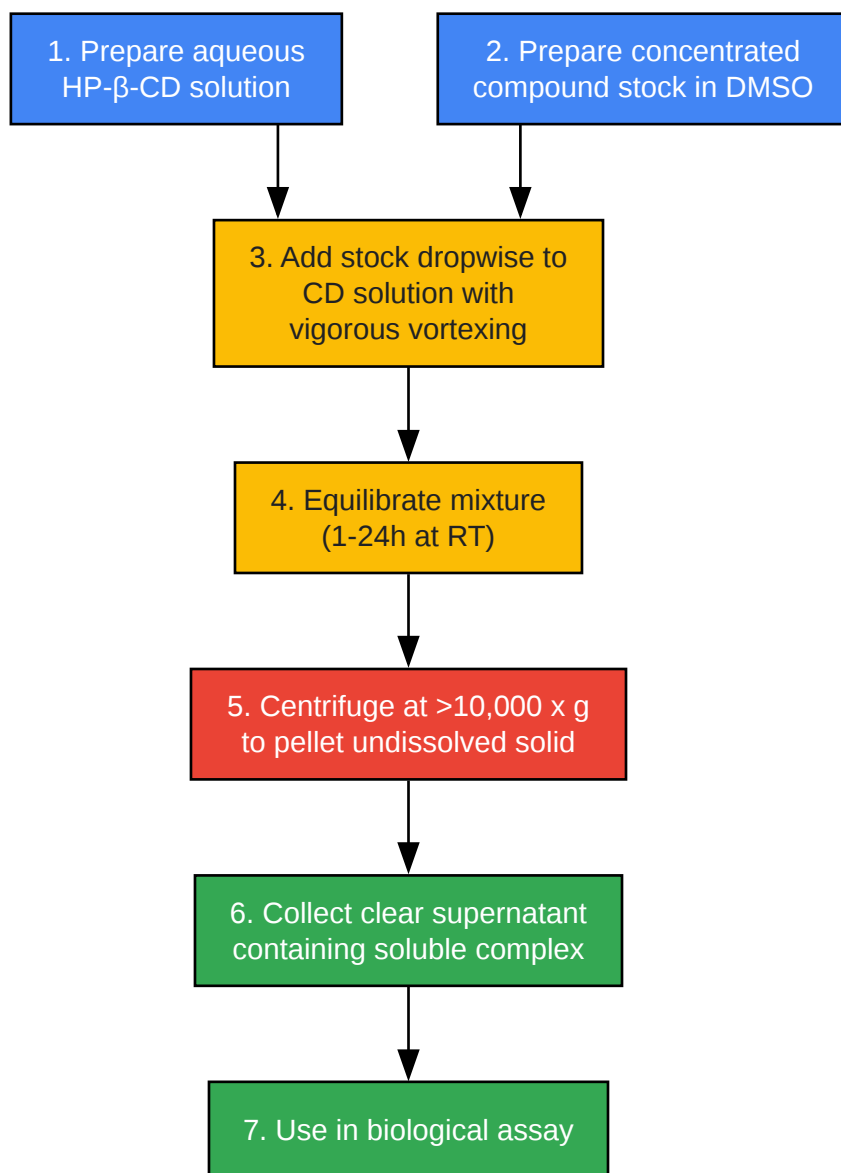 1. Prepare aqueous
HP-β-CD solution
2. Prepare concentrated
compound stock in DMSO
3. Add stock dropwise to
CD solution with
vigorous vortexing
4. Equilibrate mixture
(1-24h at RT)
5. Centrifuge at >10,000 x g
to pellet undissolved solid
6. Collect clear supernatant
containing soluble complex
7. Use in biological assay